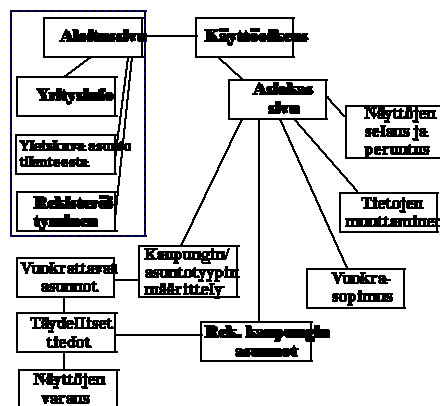 Aloitussivu
Käyttöoikeus
Yritysinfo
Asiakas
sivu
Näyttöjen
selaus ja
peruutus
Yleiskuva asunto
tilanteesta
Rekisteröi
tyminen
Tietojen
muuttaminen
Kaupungin/
asuntotyypin
määrittely
Vuokrattavat
asunnot
Vuokra-
sopimus
Täydelliset
tiedot
Rek. kaupungin
asunnot
Näyttöjen
varaus